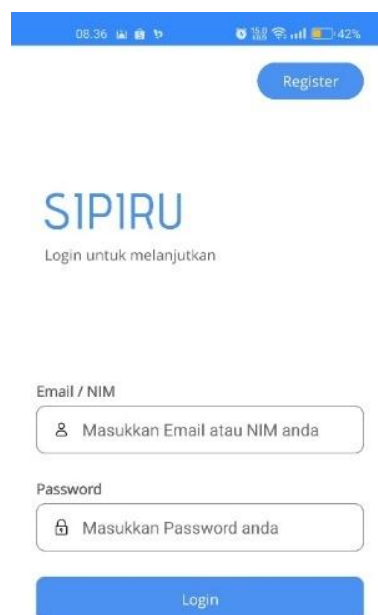 08.36
42%
Register
SIPIRU
Login untuk melanjutkan
Email / NIM
Masukkan Email atau NIM anda
Password
Masukkan Password anda
Login